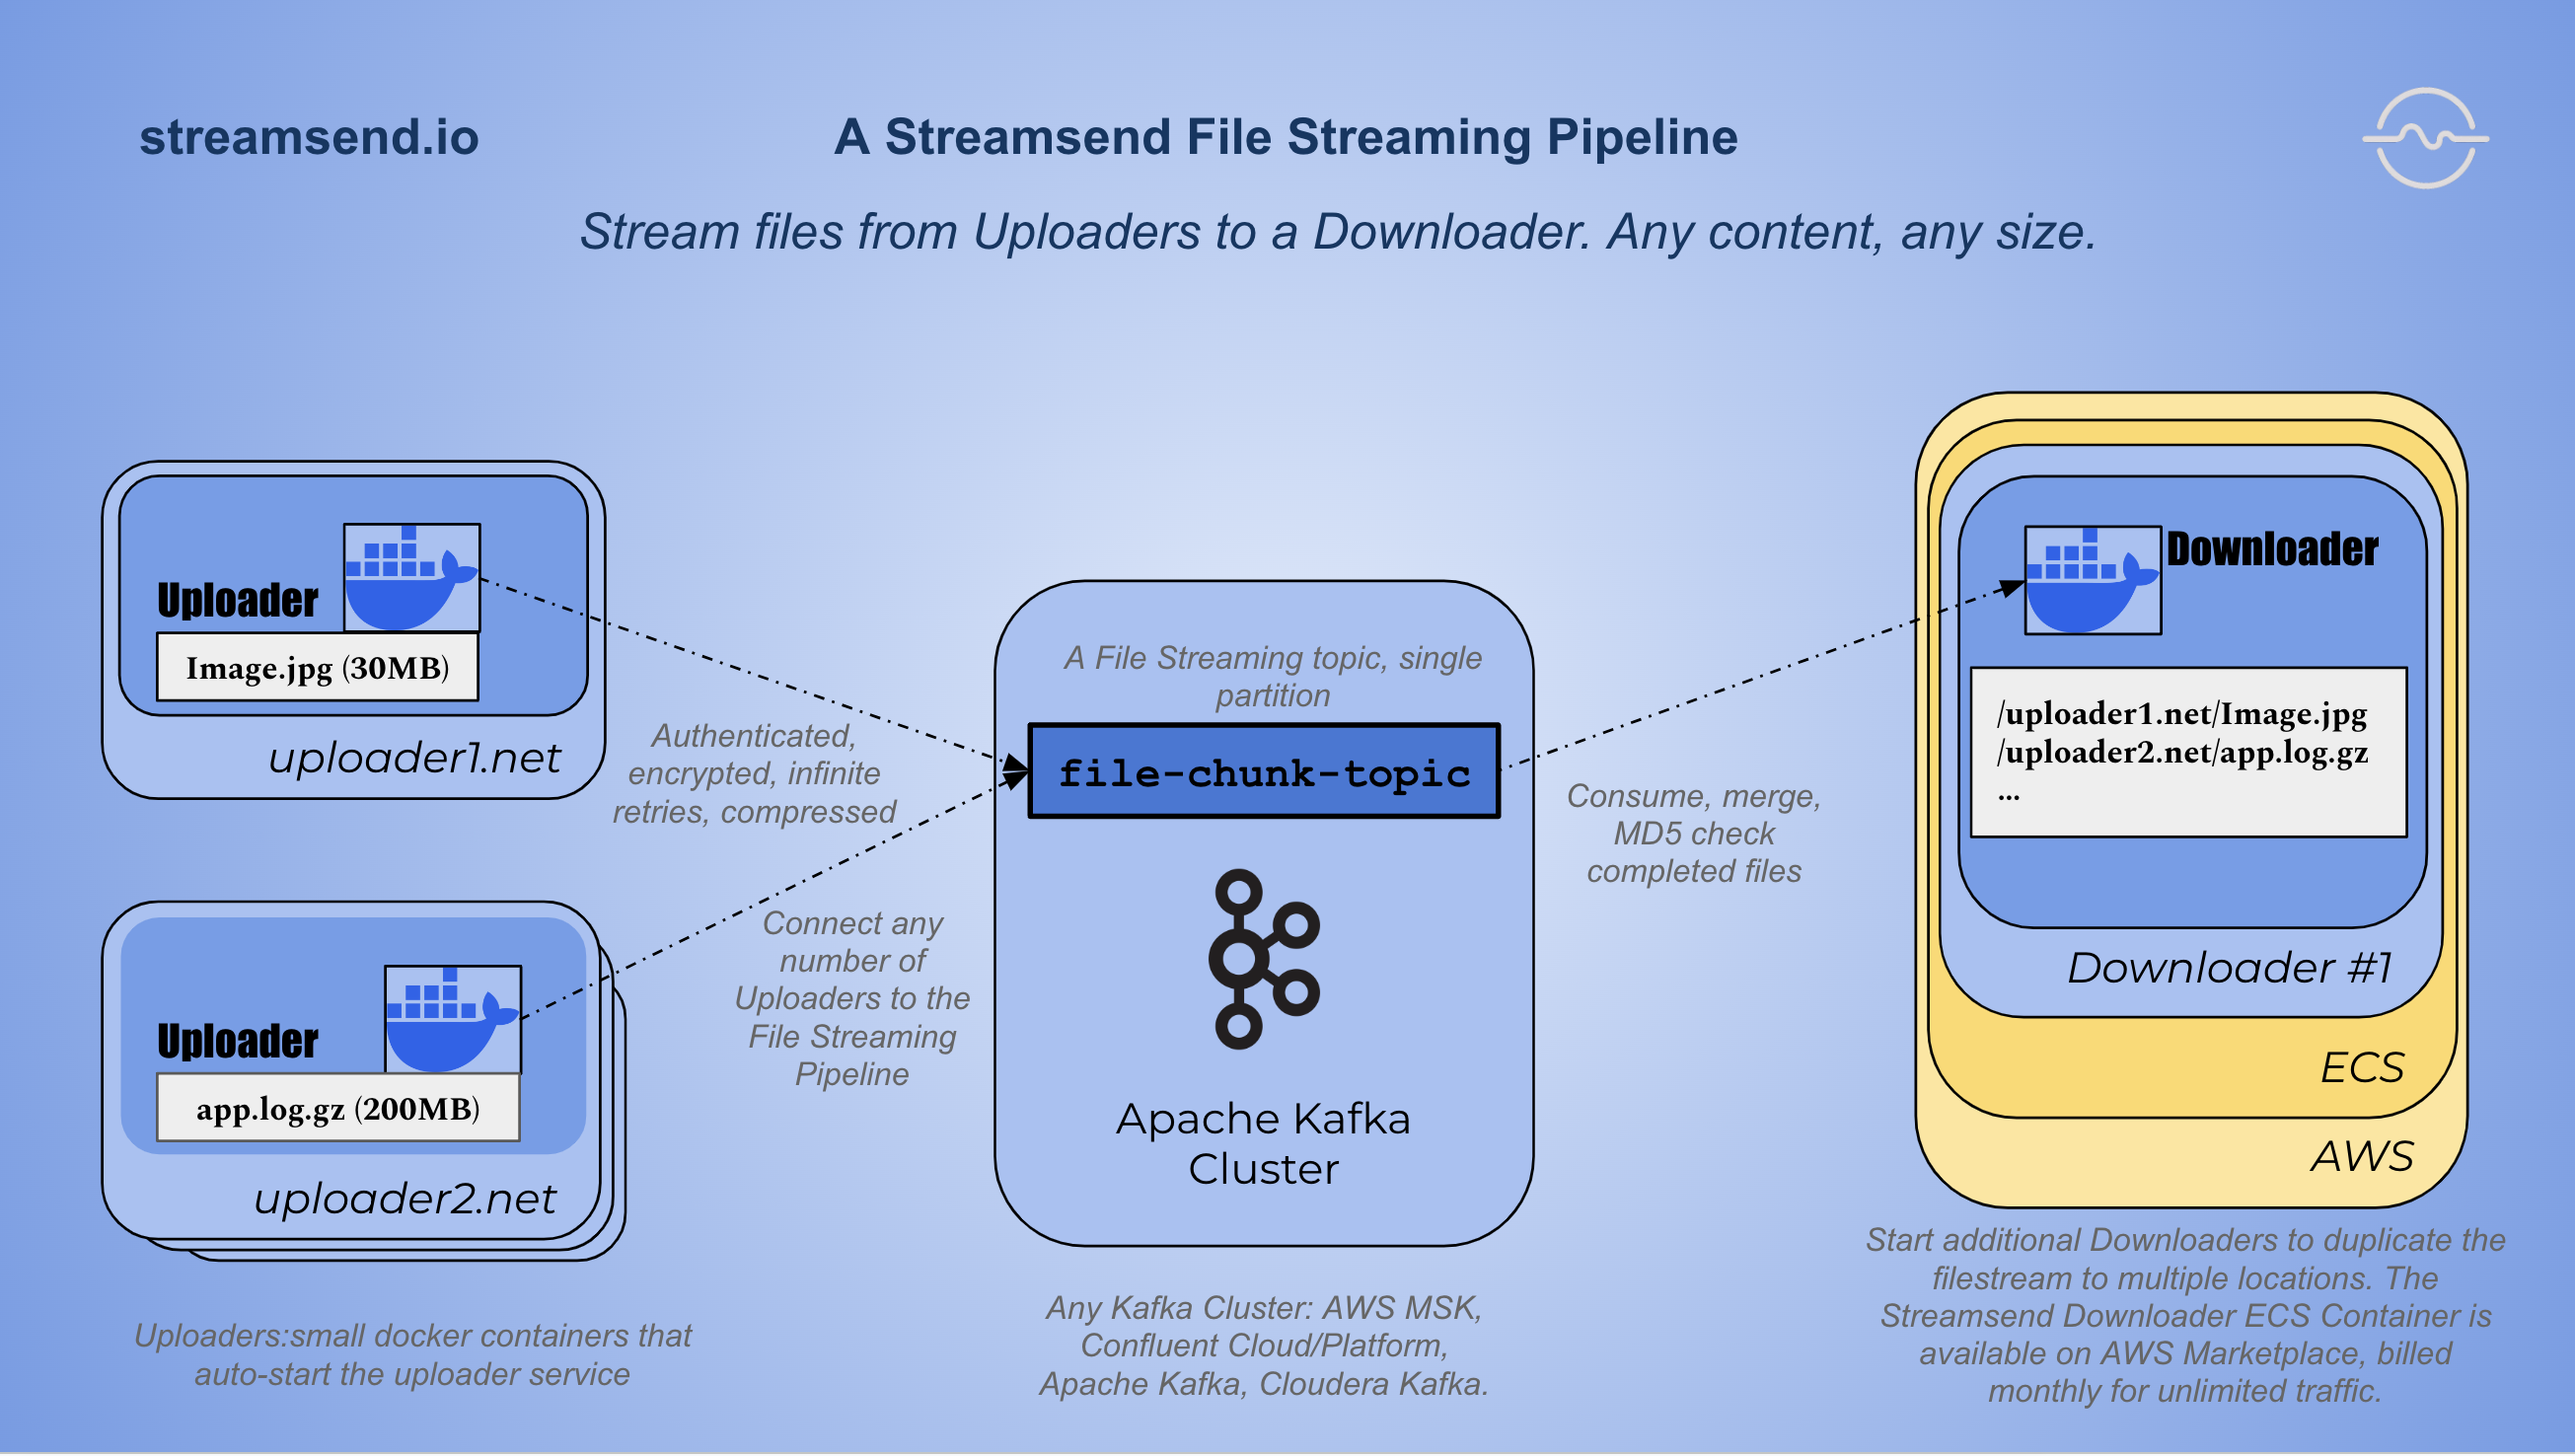 streamsend.io
A Streamsend File Streaming Pipeline
Stream files from Uploaders to a Downloader. Any content, any size.
Uploader
Image.jpg (30MB)
uploader1.net
Authenticated,
encrypted, infinite
retries, compressed
Uploader
app.log.gz (200MB)
uploader2.net
Connect any
number of
Uploaders to the
File Streaming
Pipeline
Uploaders:small docker containers that
auto-start the uploader service
A File Streaming topic, single
partition
file-chunk-topic
Apache Kafka
Cluster
Any Kafka Cluster: AWS MSK,
Confluent Cloud/Platform,
Apache Kafka, Cloudera Kafka.
Consume, merge,
MD5 check
completed files
Downloader
/uploader1.net/Image.jpg
/uploader2.net/app.log.gz
...
Downloader #1
ECS
AWS
Start additional Downloaders to duplicate the
filestream to multiple locations. The
Streamsend Downloader ECS Container is
available on AWS Marketplace, billed
monthly for unlimited traffic.